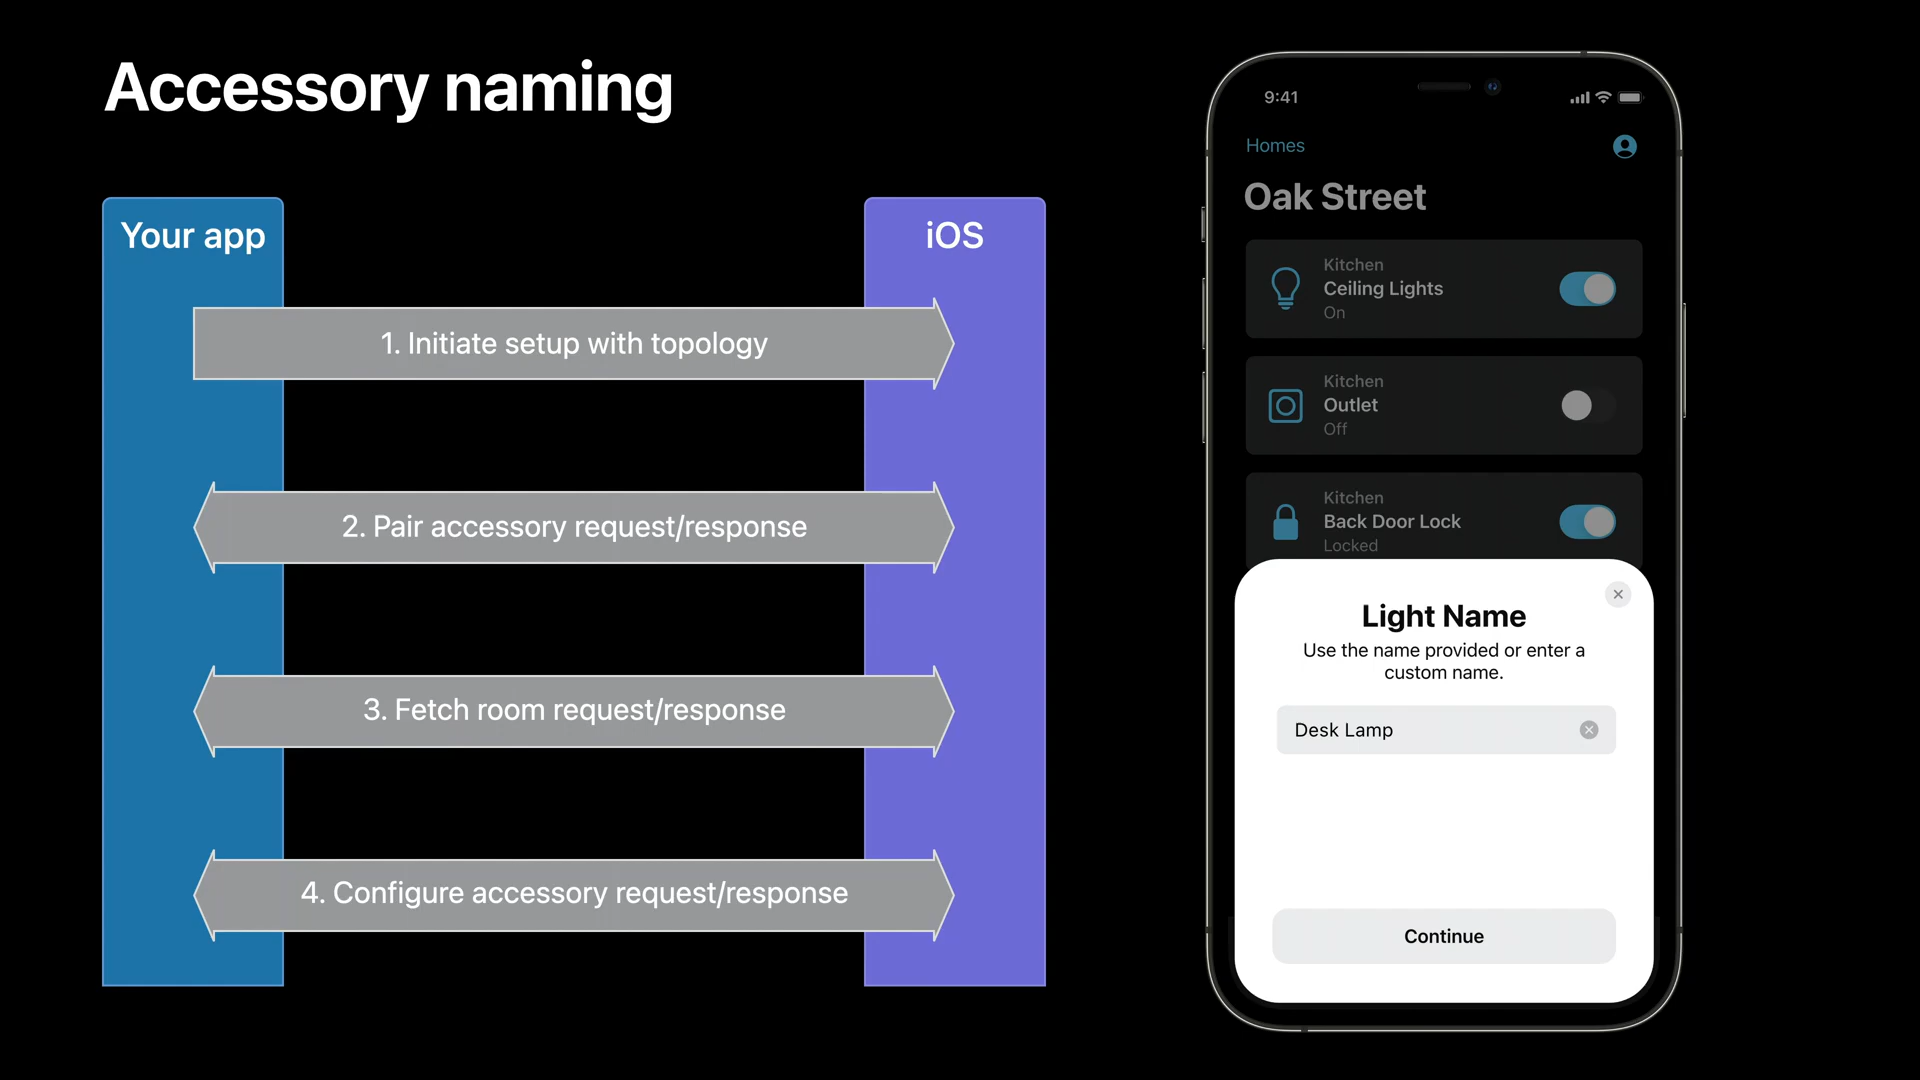 Accessory naming
Your app
iOS
1. Initiate setup with topology
2. Pair accessory request/response
3. Fetch room request/response
4. Configure accessory request/response
9:41
Homes
Oak Street
Kitchen
Ceiling Lights
On
Kitchen
Outlet
Off
Kitchen
Back Door Lock
Locked
Light Name
Use the name provided or enter a
custom name.
Desk Lamp
Continue